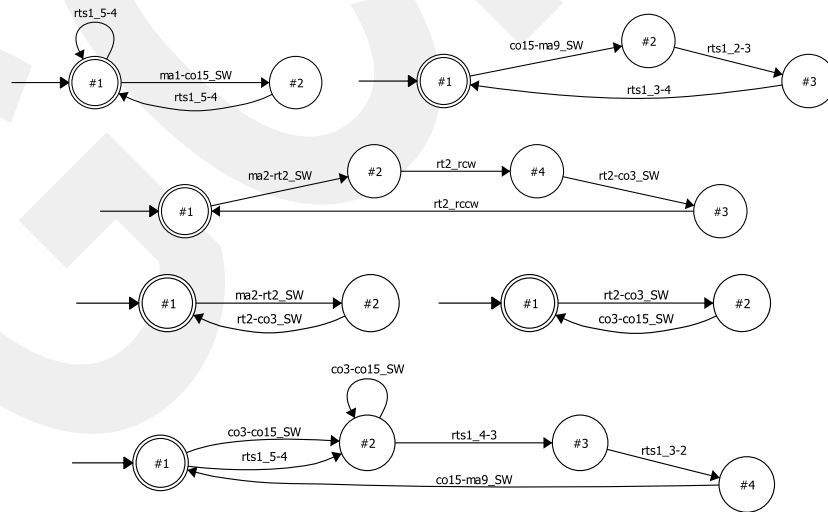 rts1_5-4
#1
ma1-co15_SW
#2
rts1_5-4
#1
co15-ma9_SW
#2
rts1_2-3
#3
rts1_3-4
#1
ma2-rt2_SW
#2
rt2_rcw
#4
rt2-co3_SW
#3
rt2_rccw
#1
ma2-rt2_SW
#2
rt2-co3_SW
#1
rt2-co3_SW
#2
co3-co15_SW
co3-co15_SW
#1
co3-co15_SW
rts1_5-4
#2
rts1_4-3
#3
rts1_3-2
#4
co15-ma9_SW